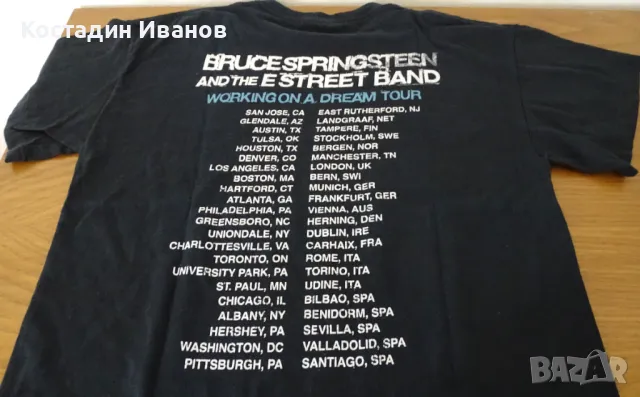 Костадин Иванов
BRUCE SPRINGSTEEN
AND THE E STREET BAND
WORKING ON A DREAM TOUR
SAN JOSE, CA EAST RUTHERFORD, NJ
GLENDALE, AZ LANDGRAAF, NET
AUSTIN, TX TAMPERE, FIN
TULSA, OK STOCKHOLM, SWE
HOUSTON, TX BERGEN, NOR
DENVER, CO MANCHESTER, TN
LOS ANGELES, CA LONDON, UK
BOSTON, MA BERN, SWI
HARTFORD, CT MUNICH, GER
ATLANTA, GA FRANKFURT, GER
PHILADELPHIA, PA VIENNA, AUS
GREENSBORO, NC HERNING, DEN
UNIONDALE, NY DUBLIN, IRE
CHARLOTTESVILLE, VA CARHAIX, FRA
TORONTO, ON ROME, ITA
UNIVERSITY PARK, PA TORINO, ITA
ST. PAUL, MN UDINE, ITA
CHICAGO, IL BILBAO, SPA
ALBANY, NY BENIDORM, SPA
HERSHEY, PA SEVILLA, SPA
WASHINGTON, DC VALLADOLID, SPA
PITTSBURGH, PA SANTIAGO, SPA
BAZAR